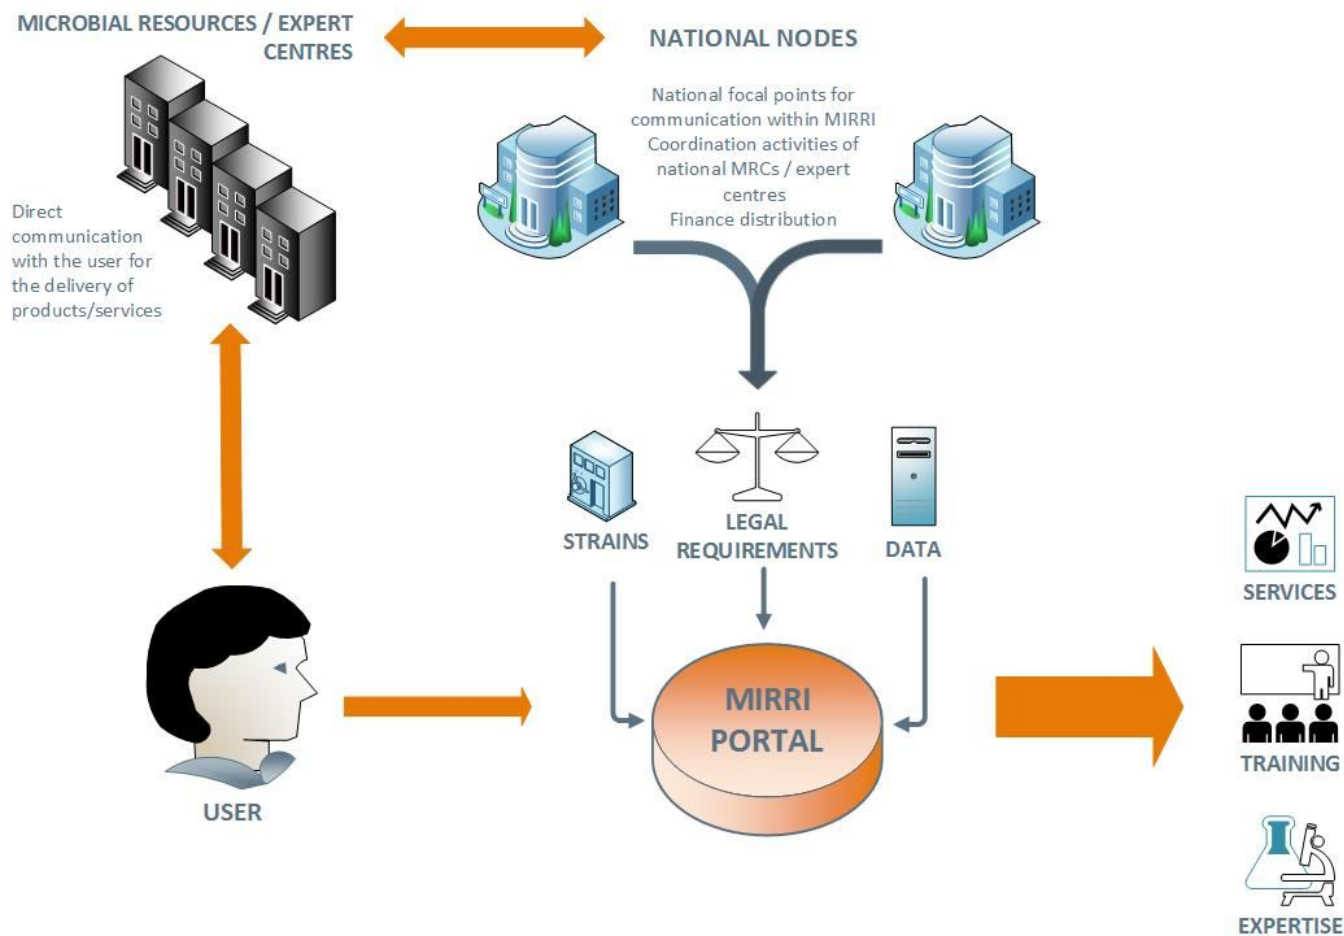 MICROBIAL RESOURCES / EXPERT
CENTRES
NATIONAL NODES
National focal points for
communication within MIRRI
Coordination activities of
national MRCs / expert
centres
Finance distribution
Direct
communication
with the user for
the delivery of
products/services
STRAINS
LEGAL
REQUIREMENTS
DATA
MIRRI
PORTAL
USER
SERVICES
TRAINING
EXPERTISE